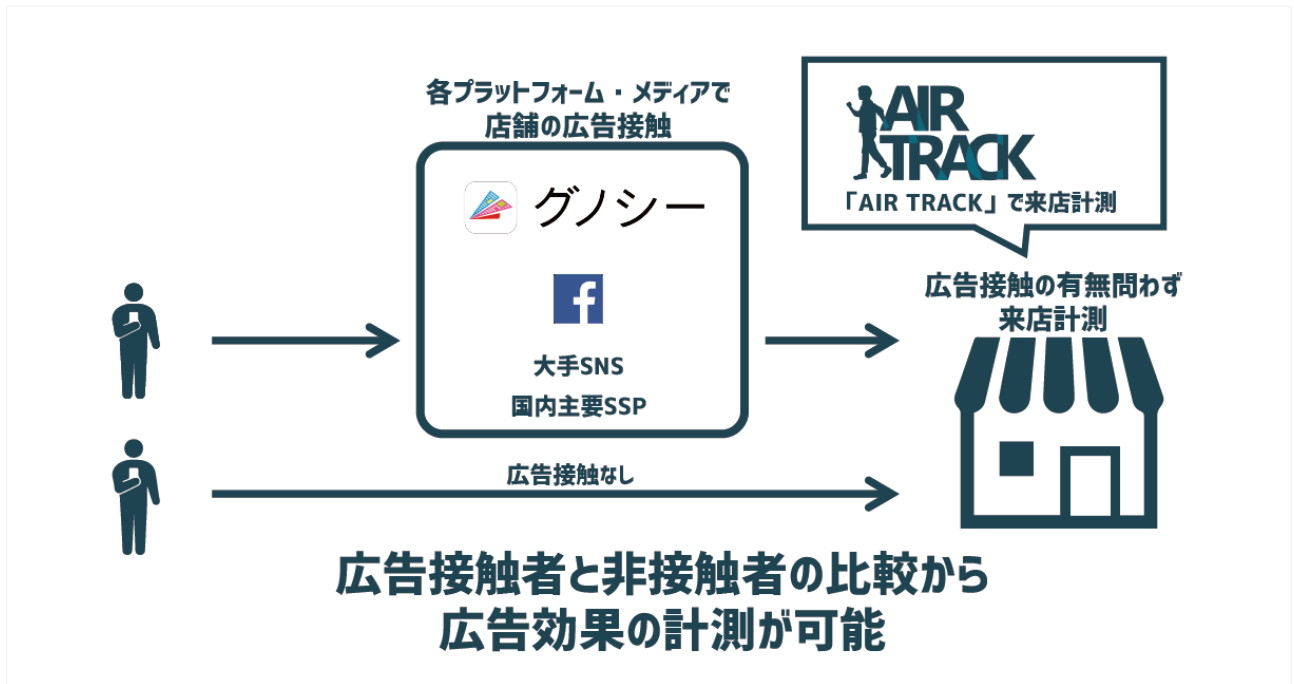 各プラットフォーム・メディアで
店舗の広告接触
グノシー
f
大手SNS
国内主要SSP
AIR
TRACK
「AIR TRACK」で来店計測
広告接触の有無問わず
来店計測
広告接触なし
広告接触者と非接触者の比較から
広告効果の計測が可能